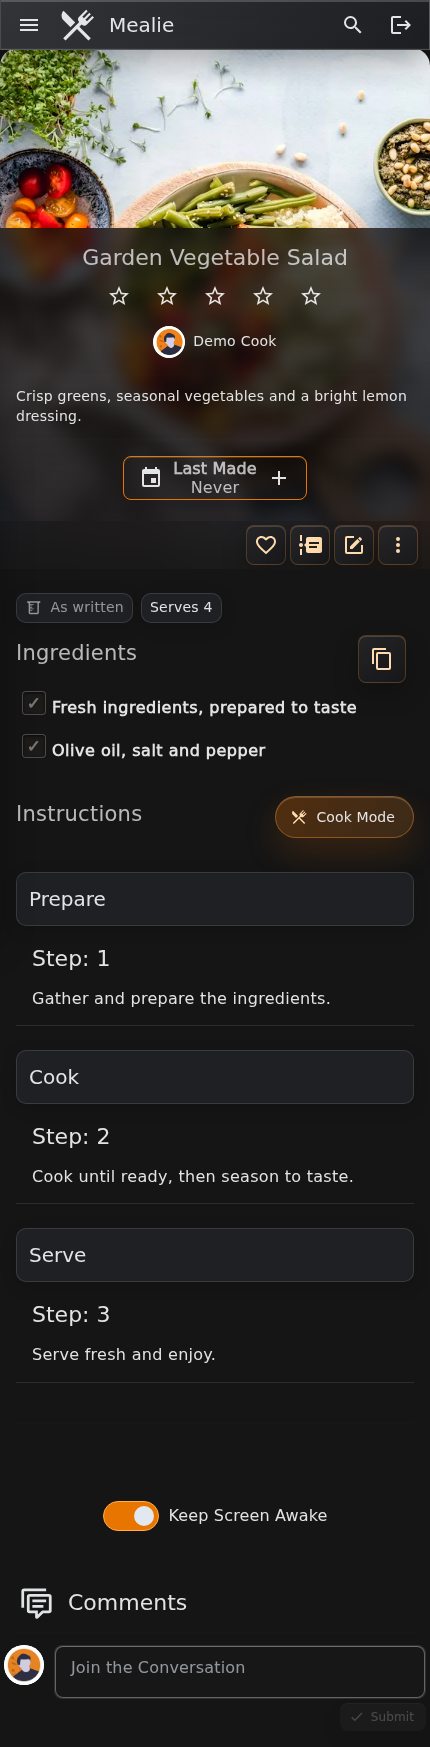 Mealie
Garden Vegetable Salad
Demo Cook
Crisp greens, seasonal vegetables and a bright lemon
dressing.
Last Made
Never
As written
Serves 4
Ingredients
Fresh ingredients, prepared to taste
Olive oil, salt and pepper
Instructions
Cook Mode
Prepare
Step: 1
Gather and prepare the ingredients.
Cook
Step: 2
Cook until ready, then season to taste.
Serve
Step: 3
Serve fresh and enjoy.
Keep Screen Awake
Comments
Join the Conversation
Submit